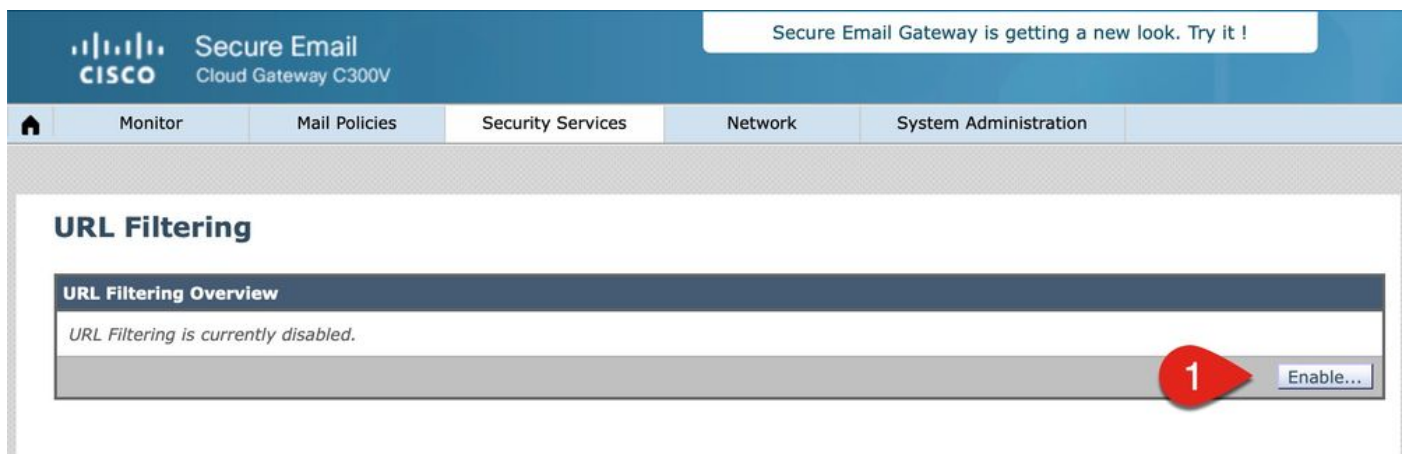 Secure Email Gateway is getting a new look. Try it !
CISCO Secure Email
Cloud Gateway C300V
Monitor Mail Policies Security Services Network System Administration
URL Filtering
URL Filtering Overview
URL Filtering is currently disabled.
1 Enable...